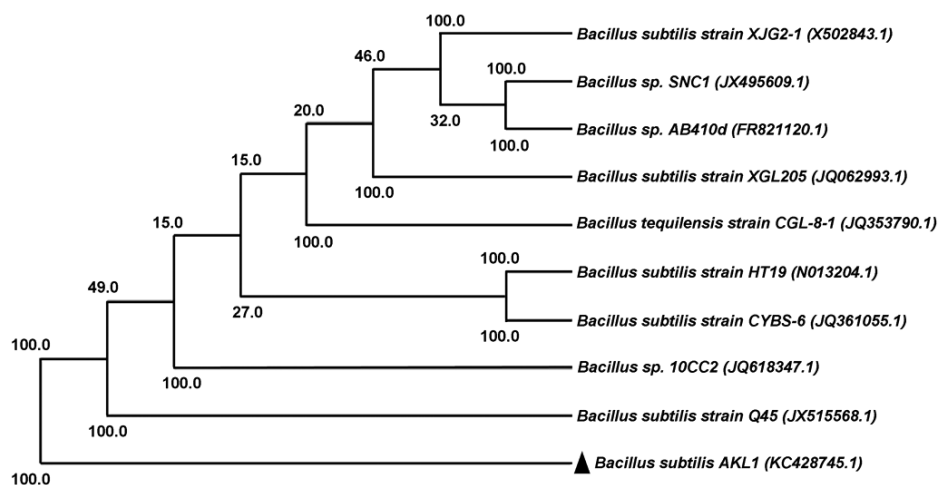 100.0
Bacillus subtilis strain XJG2-1 (X502843.1)
46.0
100.0
Bacillus sp. SNC1 (JX495609.1)
20.0
32.0
Bacillus sp. AB410d (FR821120.1)
100.0
15.0
100.0
Bacillus subtilis strain XGL205 (JQ062993.1)
15.0
100.0
Bacillus tequilensis strain CGL-8-1 (JQ353790.1)
100.0
Bacillus subtilis strain HT19 (N013204.1)
49.0
27.0
100.0
Bacillus subtilis strain CYBS-6 (JQ361055.1)
100.0
100.0
Bacillus sp. 10CC2 (JQ618347.1)
100.0
Bacillus subtilis strain Q45 (JX515568.1)
100.0
Bacillus subtilis AKL1 (KC428745.1)